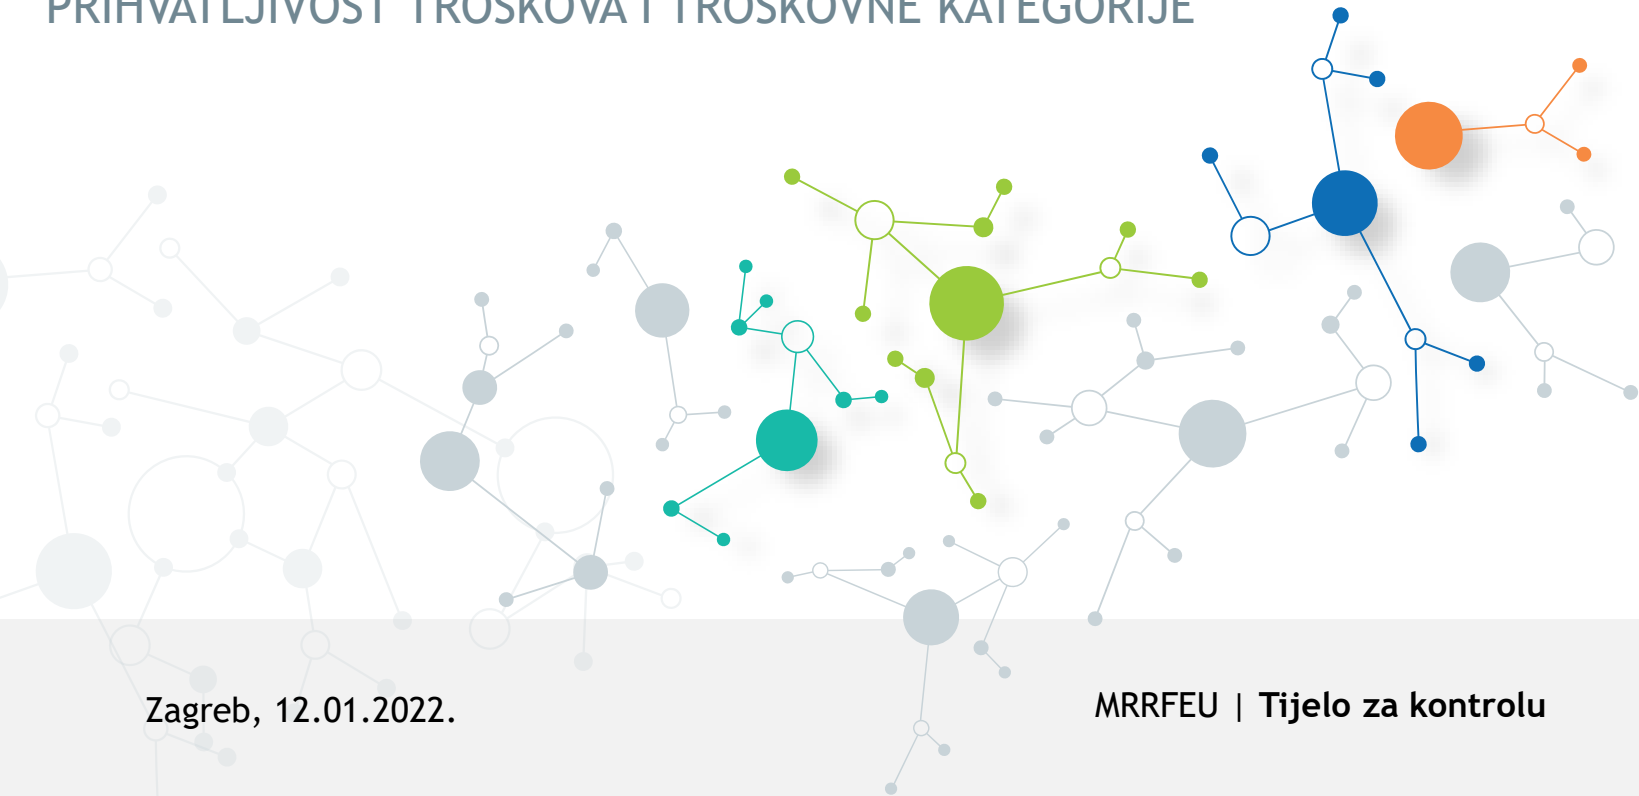 PRIHVATLJIVOST TROŠKOVA I TROŠKOVNE KATEGORIJE
Zagreb, 12.01.2022.
MRRFEU | Tijelo za kontrolu